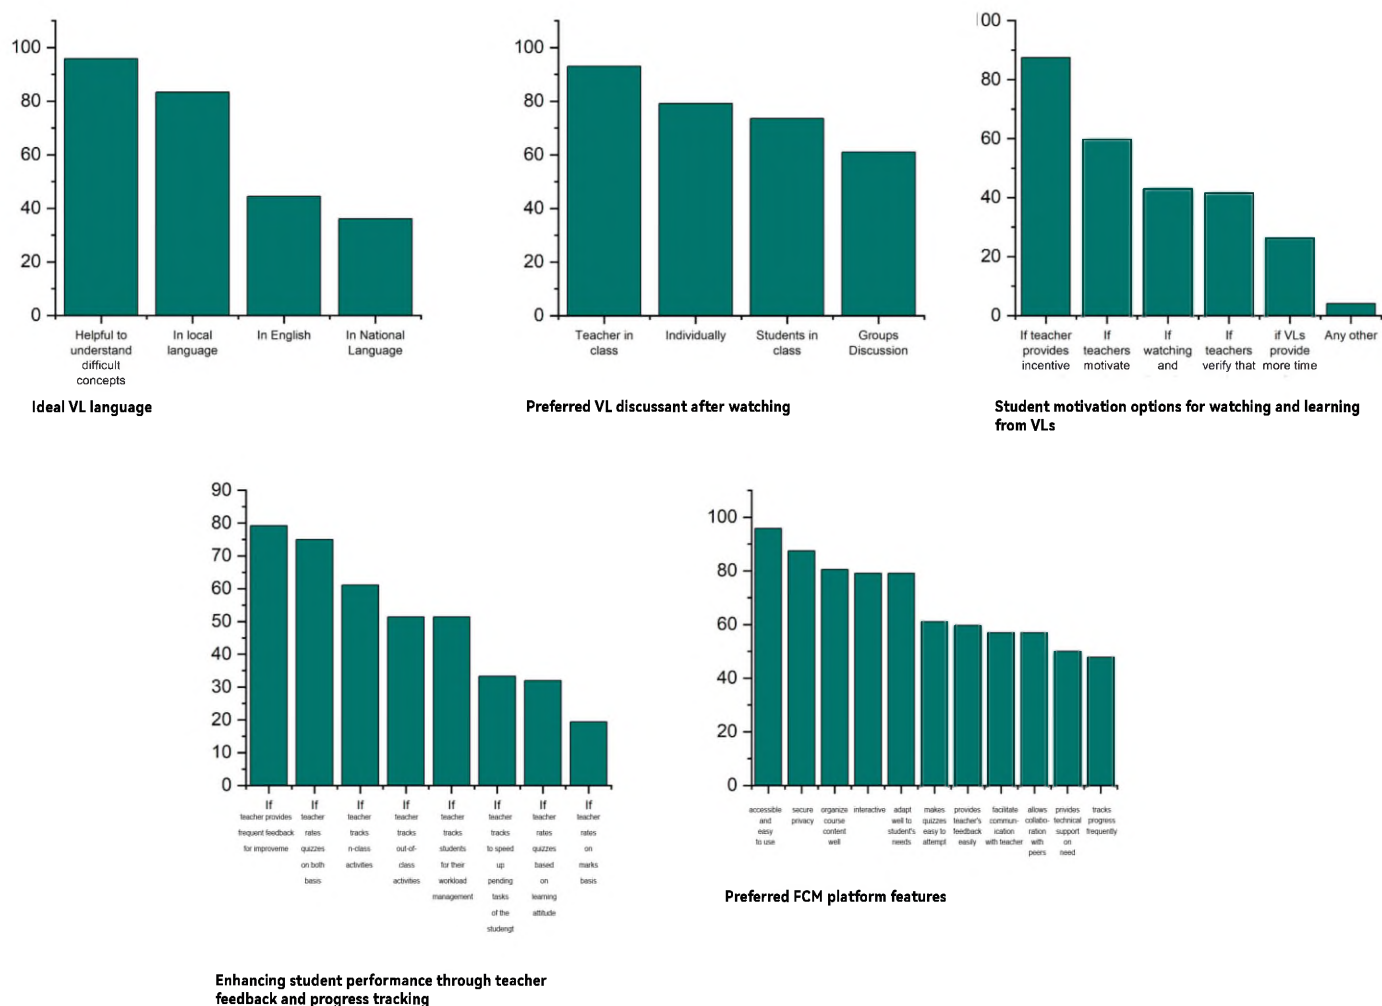 100
80
60
40
20
0
Helpful to
understand
difficult
concepts
In local
language
In English
In National
Language
Ideal VL language
100
80
60
40
20
0
Teacher in
class
Individually
Students in
class
Groups
Discussion
Preferred VL discussant after watching
00
80
60
40
20
0
If teacher
provides
incentive
If
teachers
motivate
If
watching
and
If
teachers
verify that
if VLs
provide
more time
Any other
Student motivation options for watching and learning
from VLs
90
80
70
60
50
40
30
20
10
0
If
teacher provides
frequent feedback
for improveme
If
teacher
rates
quizzes
on both
basis
If
teacher
tracks
n-class
activities
If
teacher
tracks
out-of-
class
activities
If
teacher
tracks
students
for their
workload
management
If
teacher
tracks
to speed
up
pending
tasks
of the
studengt
If
teacher
rates
quizzes
based
on
learning
attitude
If
teacher
rates
on
marks
basis
Enhancing student performance through teacher
feedback and progress tracking
100
80
60
40
20
0
accessible
and
easy
to use
secure
privacy
organize
course
content
well
interactive
adapt
well to
student's
needs
makes
quizzes
easy to
attempt
provides
teacher's
feedback
easily
facilitate
commun-
ication
with teacher
allows
collabo-
ration
with
peers
privides
technical
support
on
need
tracks
progress
frequently
Preferred FCM platform features